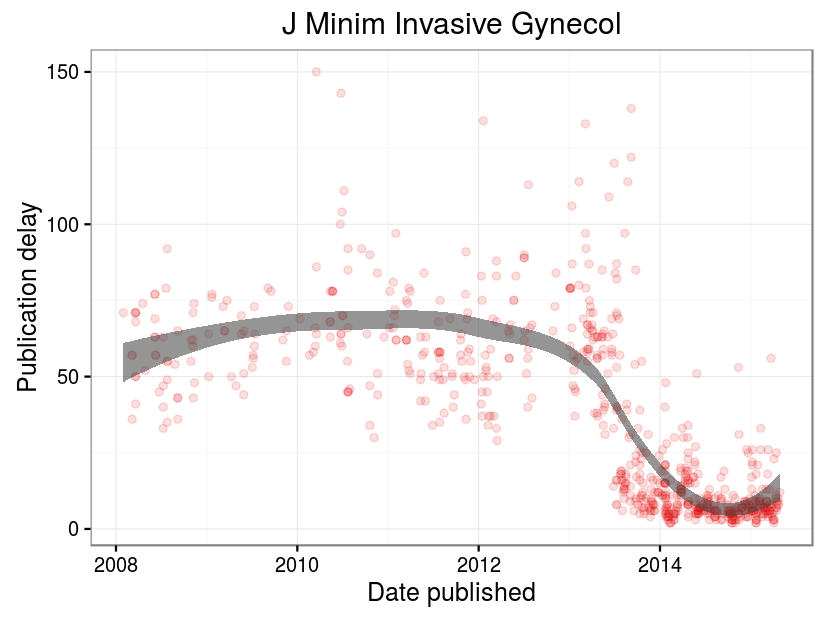 J Minim Invasive Gynecol
Publication delay
150
100
50
0
2008 2010 2012 2014
Date published